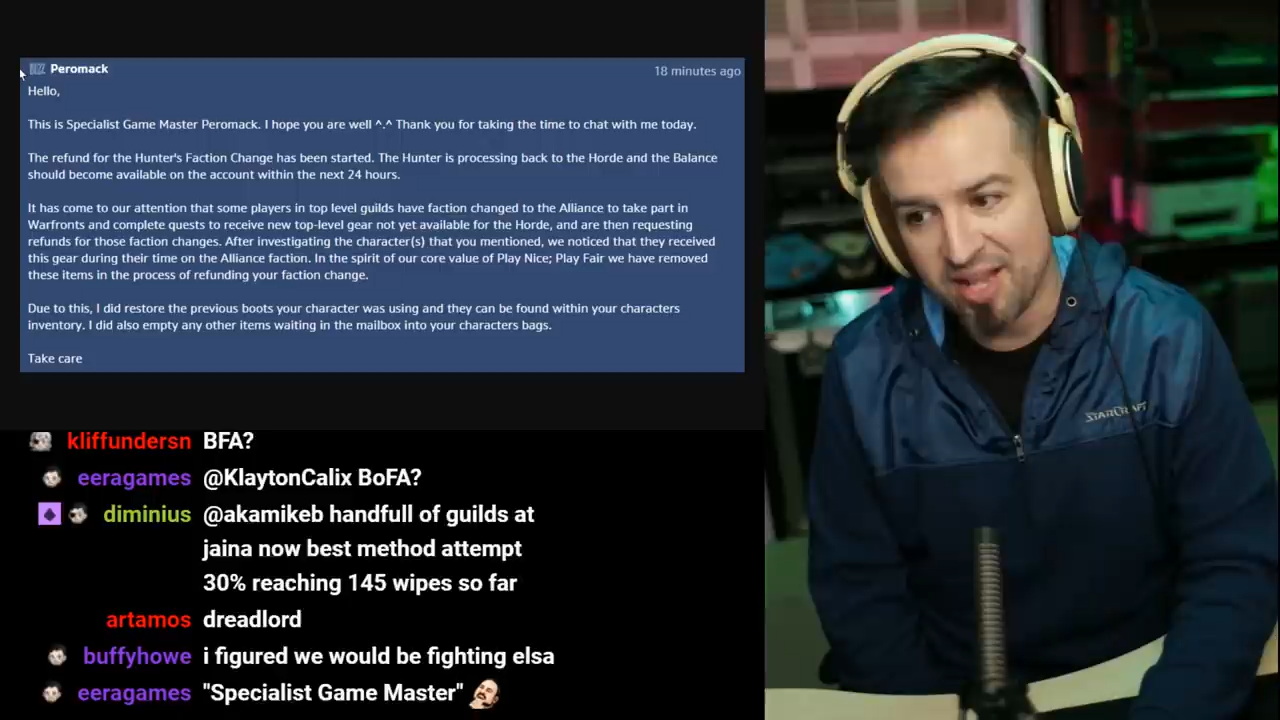 Peromack
18 minutes ago
Hello,
This is Specialist Game Master Peromack. I hope you are well ^.^ Thank you for taking the time to chat with me today.
The refund for the Hunter's Faction Change has been started. The Hunter is processing back to the Horde and the Balance
should become available on the account within the next 24 hours.
It has come to our attention that some players in top level guilds have faction changed to the Alliance to take part in
Warfronts and complete quests to receive new top-level gear not yet available for the Horde, and are then requesting
refunds for those faction changes. After investigating the character(s) that you mentioned, we noticed that they received
this gear during their time on the Alliance faction. In the spirit of our core value of Play Nice; Play Fair we have removed
these items in the process of refunding your faction change.
Due to this, I did restore the previous boots your character was using and they can be found within your characters
inventory. I did also empty any other items waiting in the mailbox into your characters bags.
Take care
kliffundersn BFA?
eeragames @KlaytonCalix BoFA?
diminius @akamikeb handfull of guilds at
jaina now best method attempt
30% reaching 145 wipes so far
artamos dreadlord
buffyhowe i figured we would be fighting elsa
eeragames "Specialist Game Master"
STARCRAFT